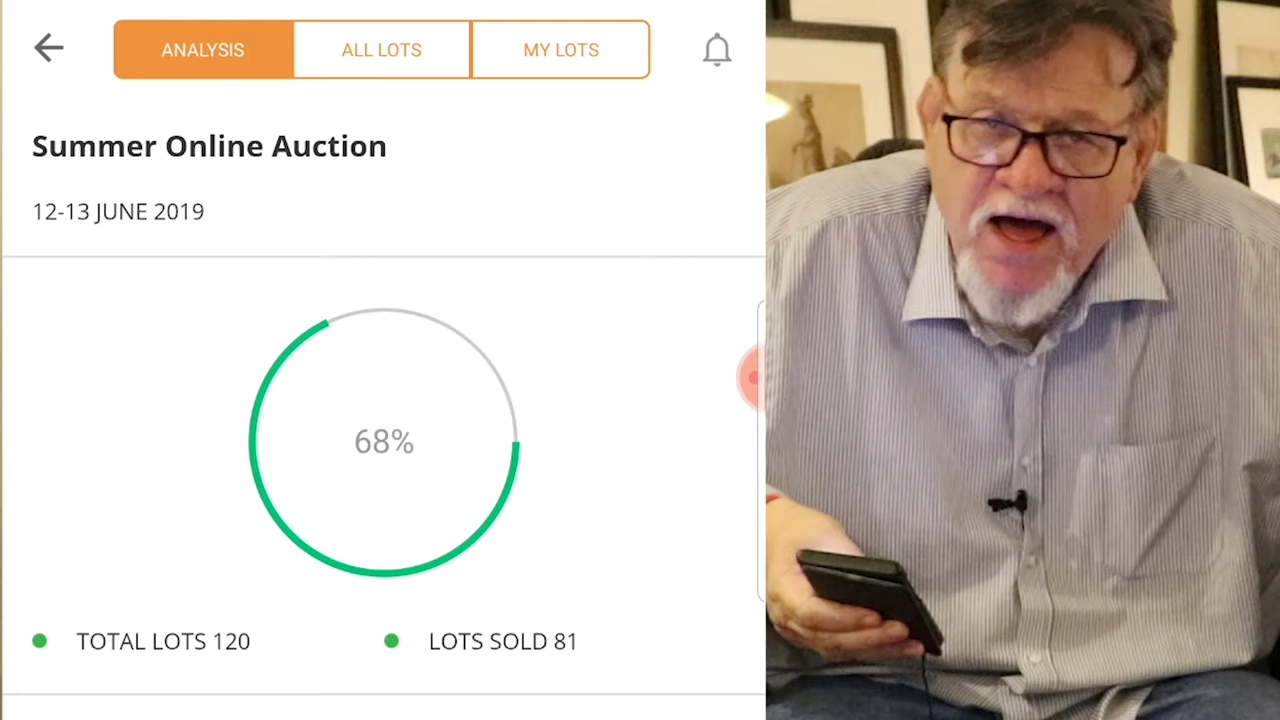 ANALYSIS ALL LOTS MY LOTS
Summer Online Auction
12-13 JUNE 2019
68%
TOTAL LOTS 120 LOTS SOLD 81